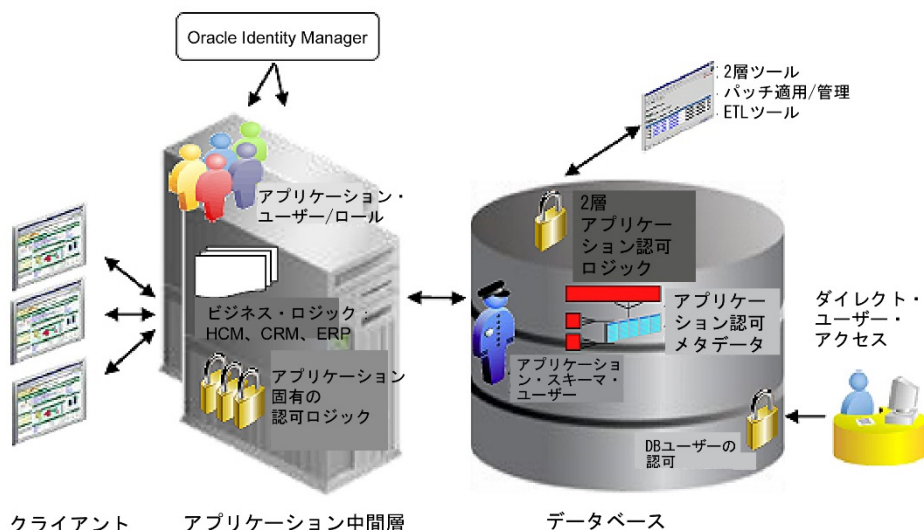 Oracle Identity Manager
2層ツール
パッチ適用/管理
ETLツール
アプリケーション・
ユーザー/ロール
2層
アプリケー
ション認可
ロジック
ビジネス・ロジック:
HCM、CRM、ERP
アプリケー
ション認可
メタデータ
ダイレクト・
ユーザー・
アクセス
アプリケーション
固有の
認可ロジック
アプリケーショ
ン・スキーマ・
ユーザー
DBユーザーの
認可
クライアント
アプリケーション中間層
データベース